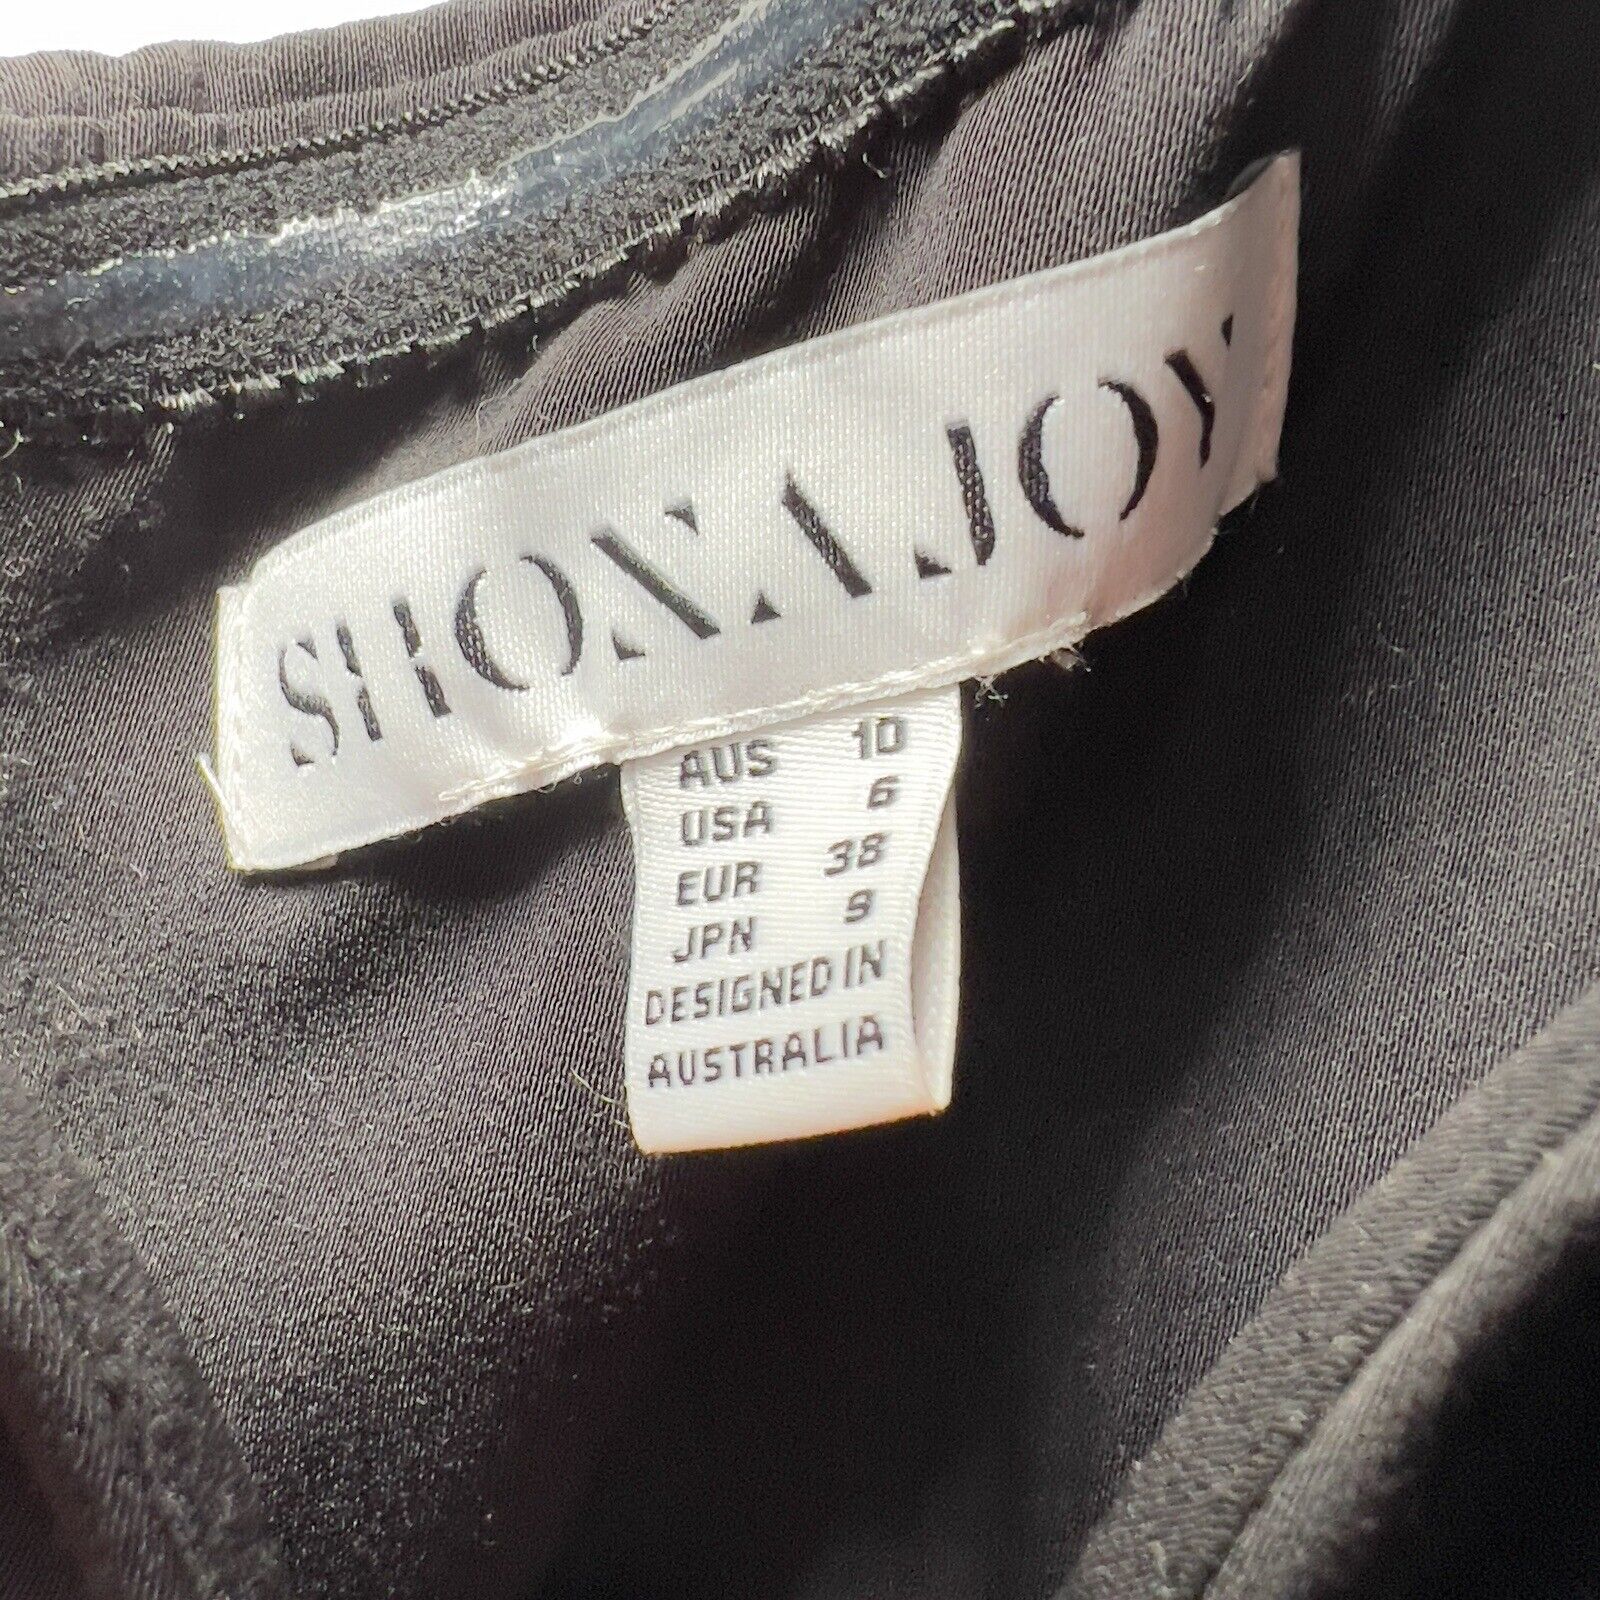 SHONA JOY
AUS 10
USA 6
EUR 38
JPN 9
DESIGNED IN
AUSTRALIA